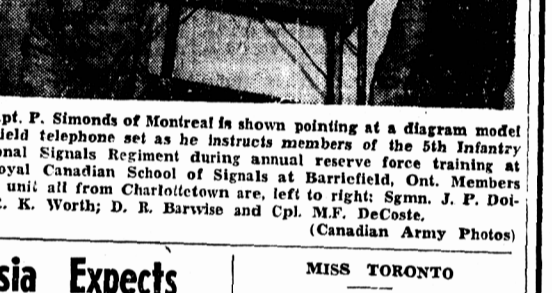 pt. P. Simonds of Montreal is shown pointing at a diagram model
ield telephone set as he instructs members of the 5th Infantry
onal Signals Regiment during annual reserve force training at
oyal Canadian School of Signals at Barriefield, Ont. Members
unit all from Charlottetown are, left to right: Sgmn. J. P. Doi-
. K. Worth; D. R. Barwise and Cpl. M.F. DeCoste.
(Canadian Army Photos)
sia Expects
MISS TORONTO